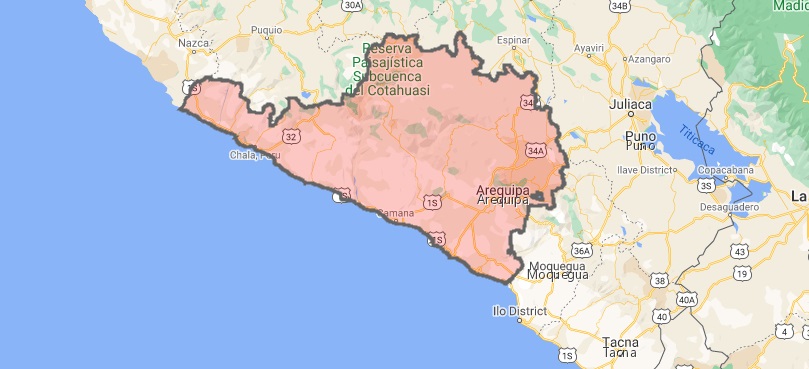 30A
34B
Madi
Puquio
Nazca
Espinar
Ayaviri
Reserva
Paisajística
Subcuenca
del Cotahuasi
Azangaro
1S
34
Juliaca
32
Puno
Puno
Titicaca
34A
Chala, Peru
Ilave District
Copacabana
3S
Arequipa
Arequipa
1S
Camana
Desaguadero
La
1S
36A
43
Moquegua
Moquegua
19
38
40A
Ilo District
40
4
Tacna
Tacna
1S